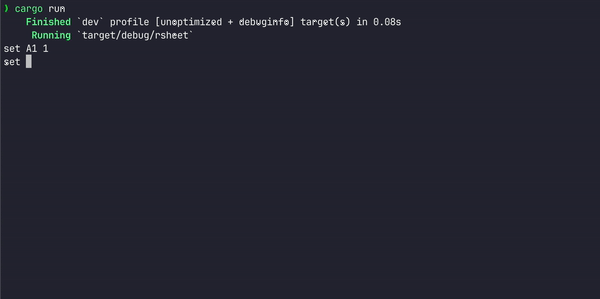 ❯ cargo run
Finished `dev` profile [unoptimized + debuginfo] target(s) in 0.08s
Running `target/debug/rsheet`
set A1 1
set